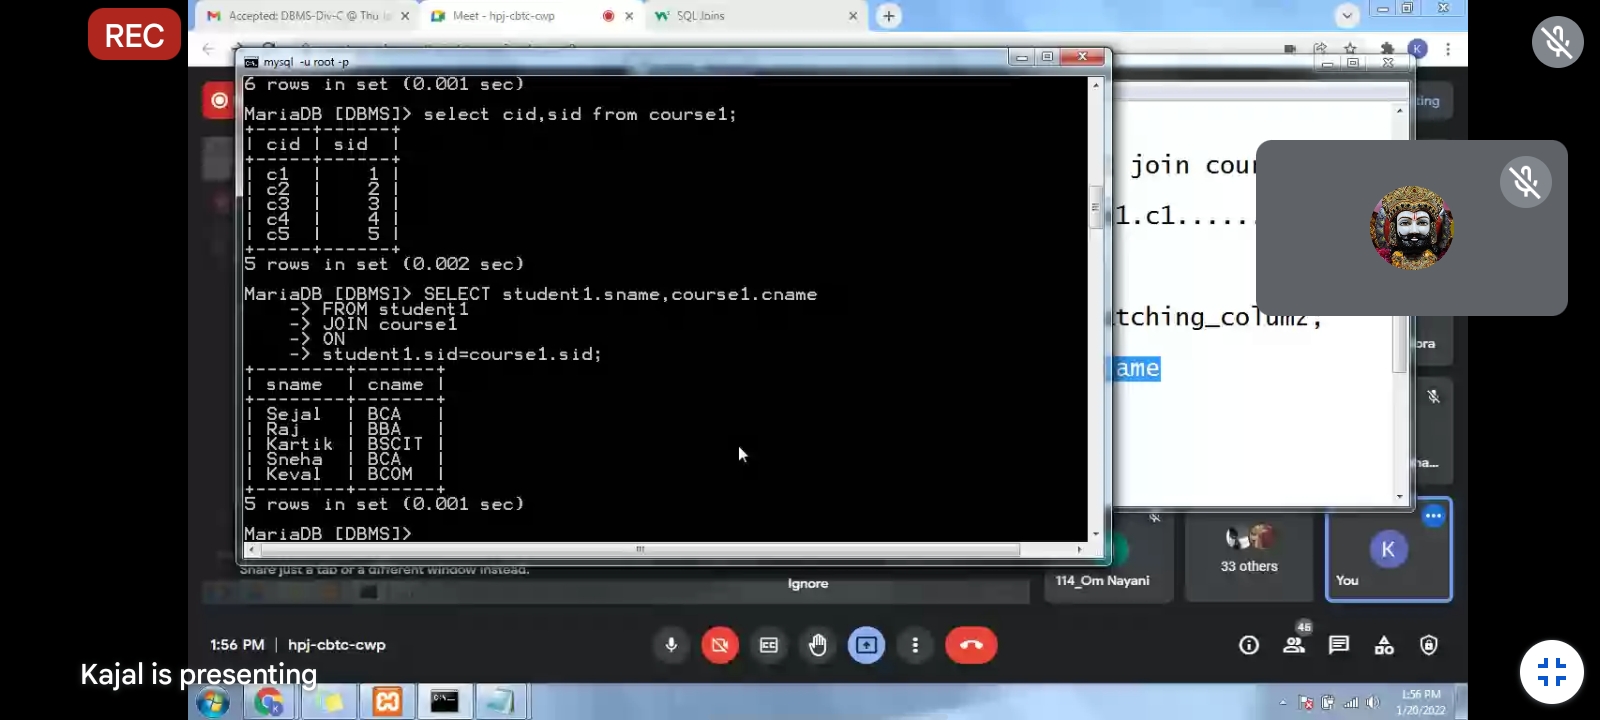 REC
Accepted: DBMS-Div-C @ Thu
Meet - hpj-cbtc-cwp
SQL Joins
mysql -u root -p
6 rows in set (0.001 sec)
MariaDB [DBMS]> select cid,sid from course1;
+------+------+
| cid | sid |
+------+------+
| c1 | 1 |
| c2 | 2 |
| c3 | 3 |
| c4 | 4 |
| c5 | 5 |
+------+------+
5 rows in set (0.002 sec)
MariaDB [DBMS]> SELECT student1.sname,course1.cname
-> FROM student1
-> JOIN course1
-> ON
-> student1.sid=course1.sid;
+--------+-------+
| sname | cname |
+--------+-------+
| Sejal | BCA |
| Raj | BBA |
| Kartik | BSCIT |
| Sneha | BCA |
| Keval | BCOM |
+--------+-------+
5 rows in set (0.001 sec)
MariaDB [DBMS]>
join cour
1.c1......
tching_columz,
ame
ting
K
ora
na...
Share just a tab or a different window instead.
Ignore
114_Om Nayani
33 others
K
You
1:56 PM | hpj-cbtc-cwp
46
Kajal is presenting
1:56 PM
1/20/2022